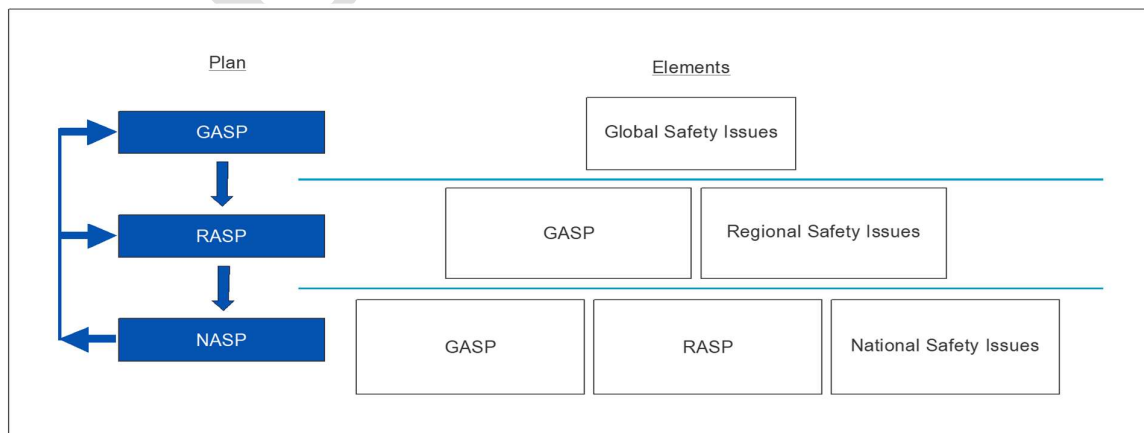 Plan
Elements
GASP
Global Safety Issues
RASP
GASP
Regional Safety Issues
NASP
GASP
RASP
National Safety Issues